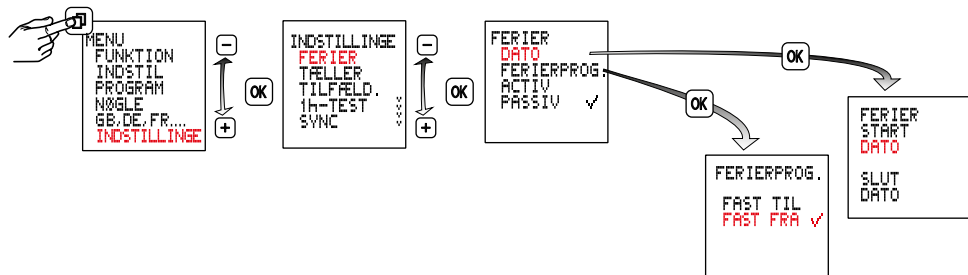 MENU
FUNKTION
INDSTIL
PROGRAM
NØGLE
GB,DE,FR....
INDSTILLINGE
OK
INDSTILLINGE
FERIER
TÆLLER
TILFÆLD.
1h-TEST
SYNC
OK
FERIER
DATO
FERIERPROG.
ACTIV
PASSIV ✓
OK
OK
FERIERPROG.
FAST TIL
FAST FRA ✓
FERIER
START
DATO
SLUT
DATO